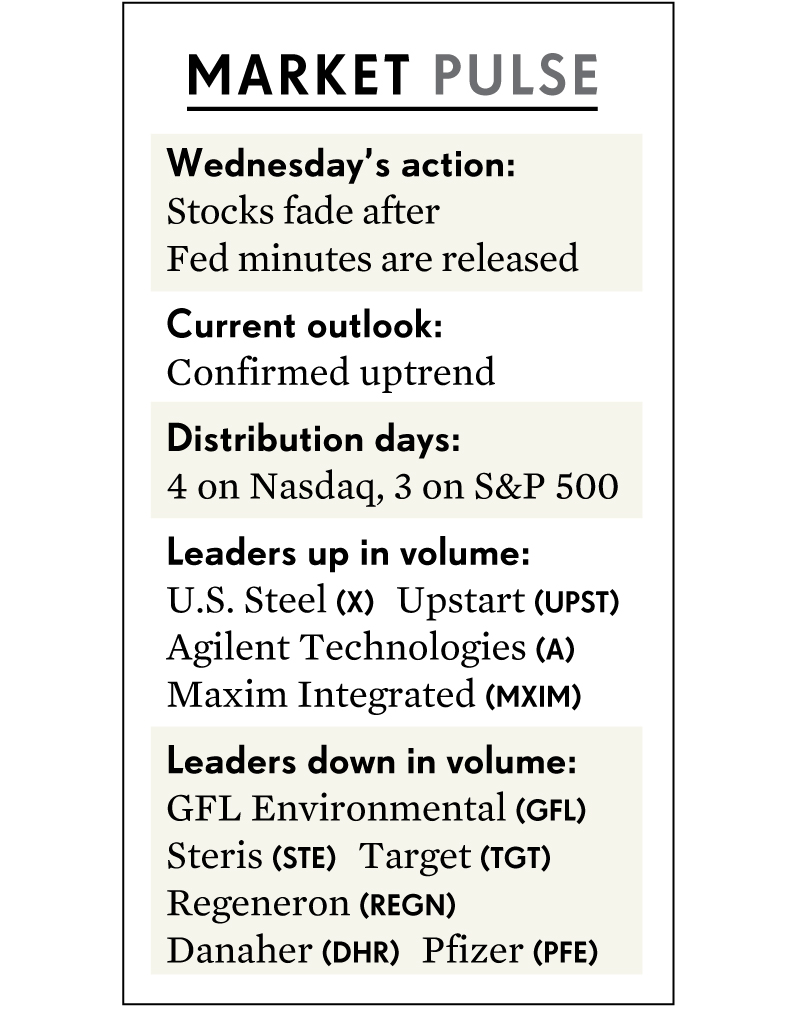 MARKET PULSE
Wednesday’s action:
Stocks fade after
Fed minutes are released
Current outlook:
Confirmed uptrend
Distribution days:
4 on Nasdaq, 3 on S&P 500
Leaders up in volume:
U.S. Steel (X) Upstart (UPST)
Agilent Technologies (A)
Maxim Integrated (MXIM)
Leaders down in volume:
GFL Environmental (GFL)
Steris (STE) Target (TGT)
Regeneron (REGN)
Danaher (DHR) Pfizer (PFE)